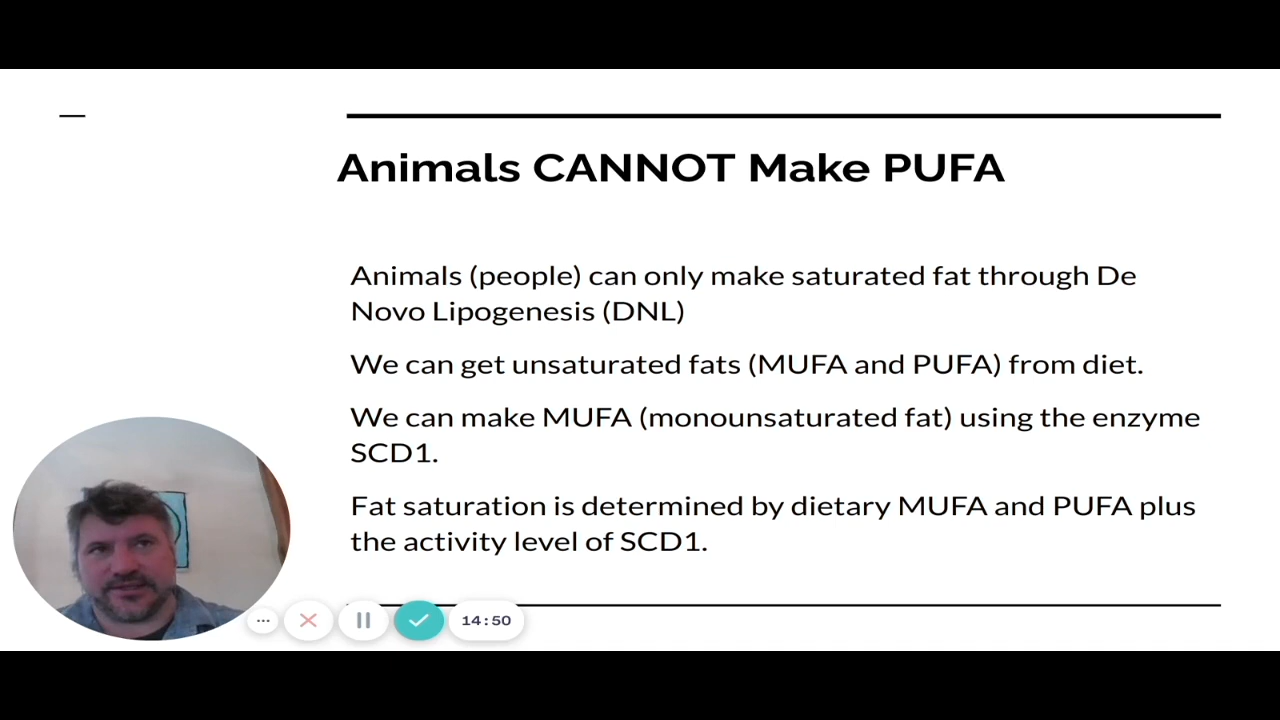 Animals CANNOT Make PUFA
Animals (people) can only make saturated fat through De
Novo Lipogenesis (DNL)
We can get unsaturated fats (MUFA and PUFA) from diet.
We can make MUFA (monounsaturated fat) using the enzyme
SCD1.
Fat saturation is determined by dietary MUFA and PUFA plus
the activity level of SCD1.
14:50